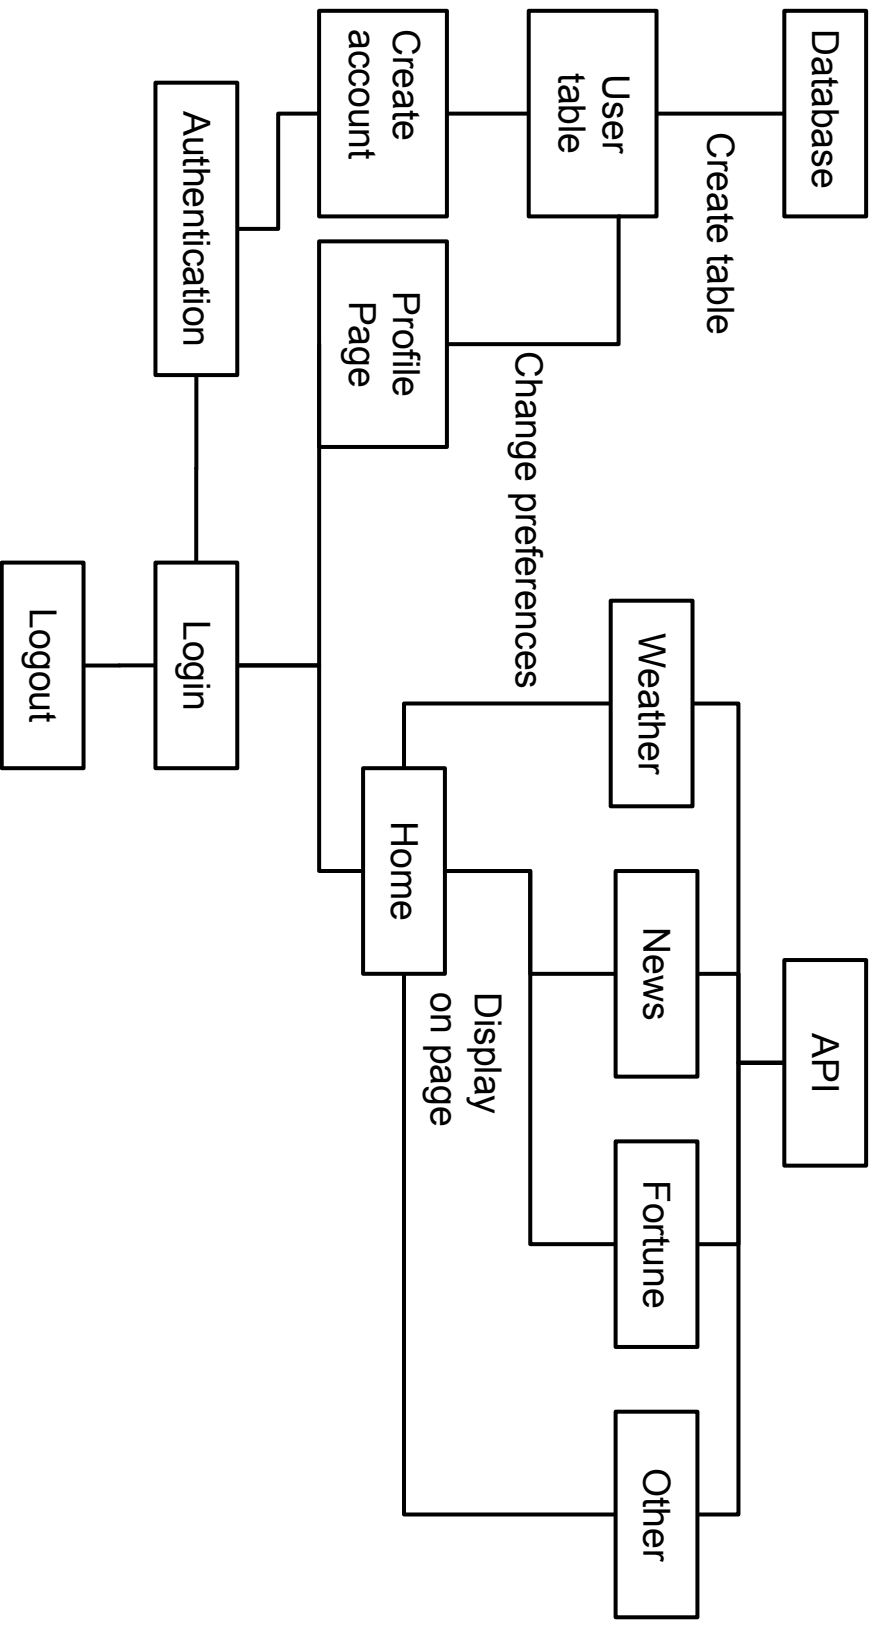 Database
API
Create table
User
table
Weather
News
Fortune
Other
Create
account
Profile
Page
Change preferences
Home
Display
on page
Authentication
Login
Logout